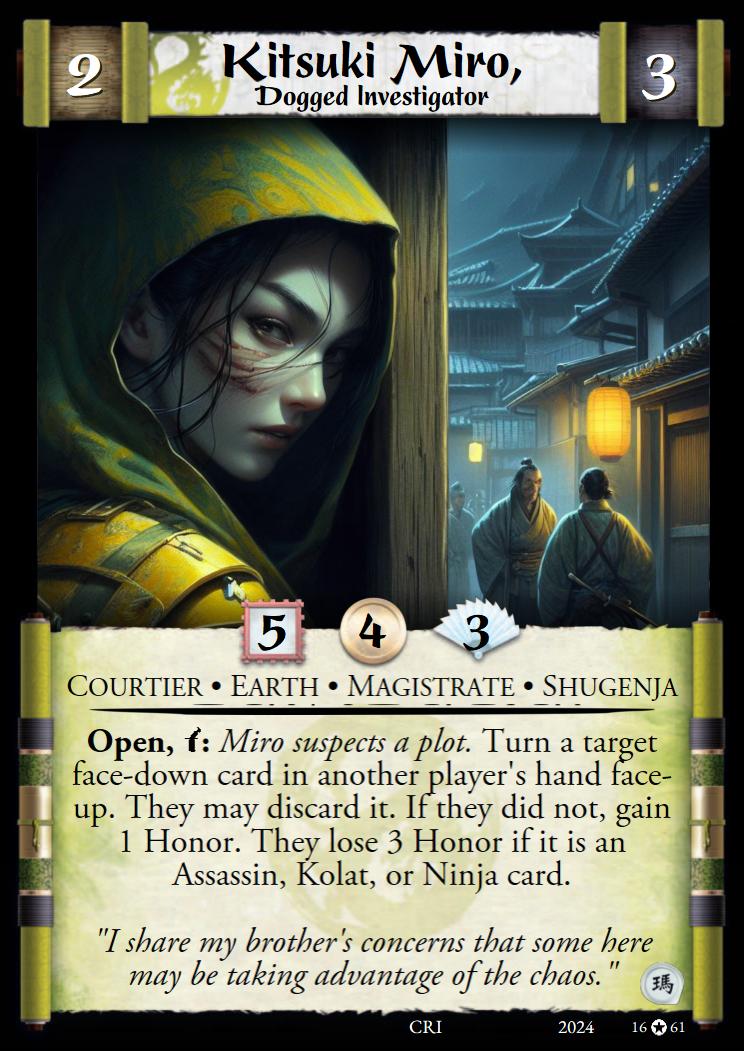 2
Kitsuki Miro,
3
Dogged Investigator
5 4 3
Courtier • Earth • Magistrate • Shugenja
Open, : Miro suspects a plot. Turn a target
face-down card in another player's hand face-
up. They may discard it. If they did not, gain
1 Honor. They lose 3 Honor if it is an
Assassin, Kolat, or Ninja card.
"I share my brother's concerns that some here
may be taking advantage of the chaos."
瑪
CRI 2024 16 ✪ 61